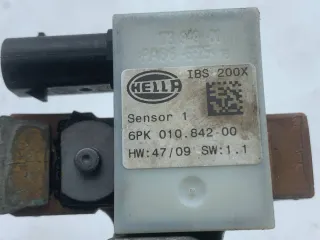 HELLA
IBS 200X
Sensor 1
6PK 010.842-00
HW:47/09 SW:1.1